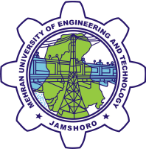 MEHRAN UNIVERSITY OF ENGINEERING AND TECHNOLOGY
JAMSHORO